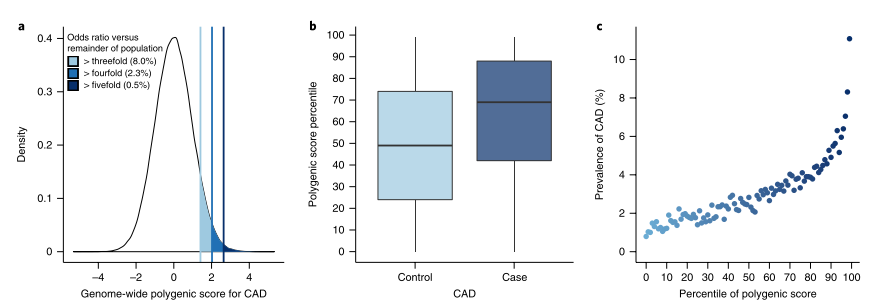 a
Odds ratio versus
remainder of population
> threefold (8.0%)
> fourfold (2.3%)
> fivefold (0.5%)
Density
0.4
0.3
0.2
0.1
0
−4 −2 0 2 4
Genome-wide polygenic score for CAD
b
Polygenic score percentile
100
90
80
70
60
50
40
30
20
10
0
Control Case
CAD
c
Prevalence of CAD (%)
10
8
6
4
2
0
0 10 20 30 40 50 60 70 80 90 100
Percentile of polygenic score